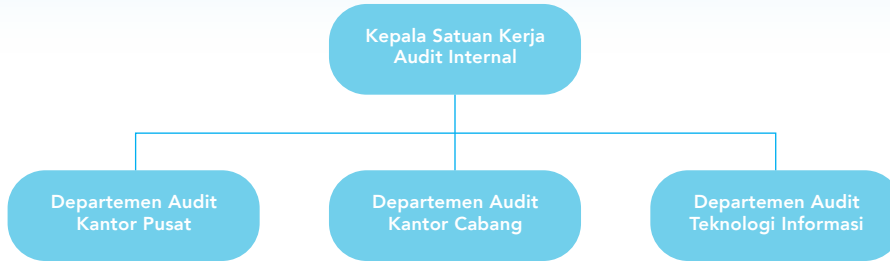 Kepala Satuan Kerja
Audit Internal
Departemen Audit
Kantor Pusat
Departemen Audit
Kantor Cabang
Departemen Audit
Teknologi Informasi